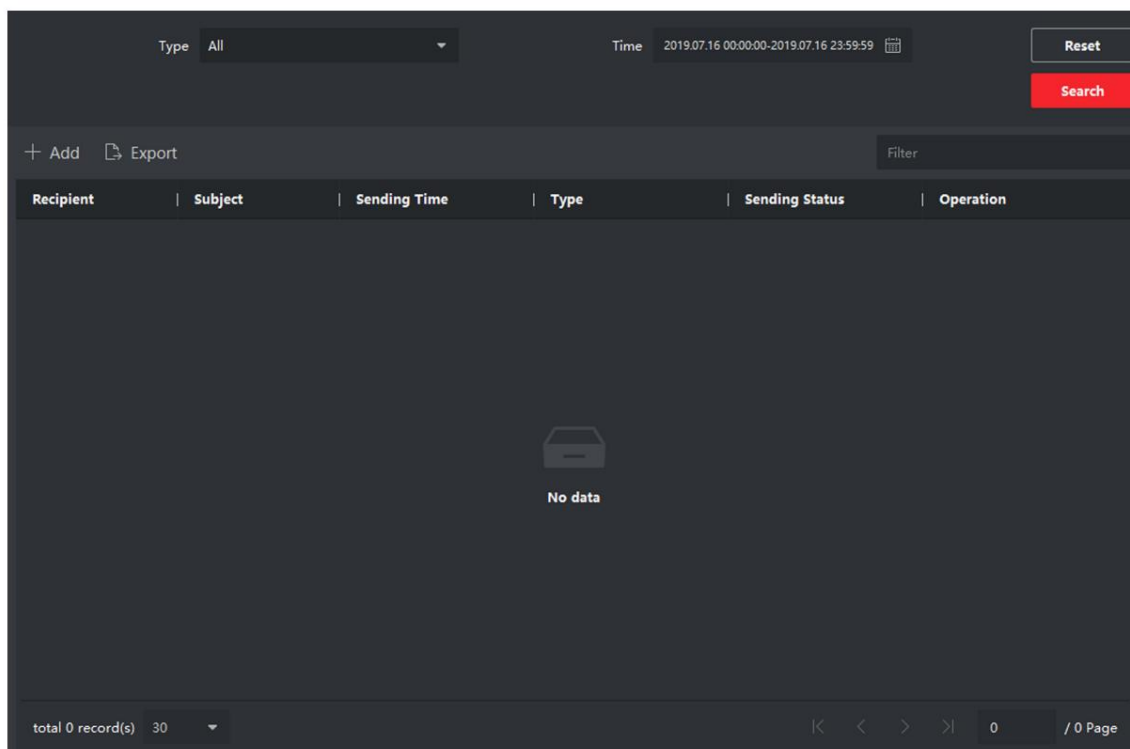 Type All Time 2019.07.16 00:00:00-2019.07.16 23:59:59 Reset
Search
Add Export Filter
Recipient Subject Sending Time Type Sending Status Operation
No data
total 0 record(s) 30 0 / 0 Page